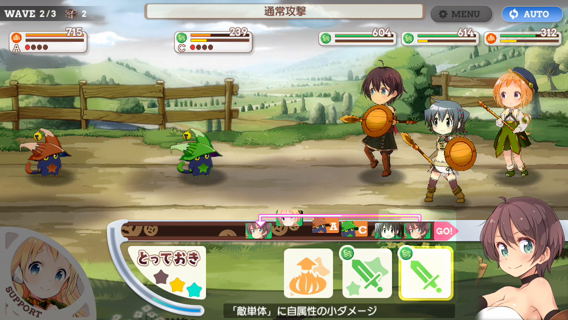 WAVE 2/3 2
通常攻撃
MENU
AUTO
715
A
239
C
604
614
312
A
C
GO!
とっておき
SUPPORT
「敵単体」に自属性の小ダメージ